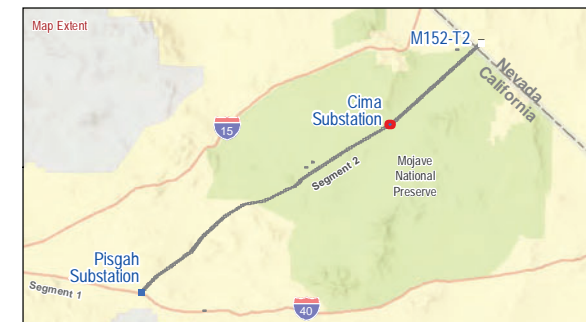 Map Extent
M152-T2
Nevada
California
Cima
Substation
15
Mojave
National
Preserve
Segment 2
Pisgah
Substation
Segment 1
40